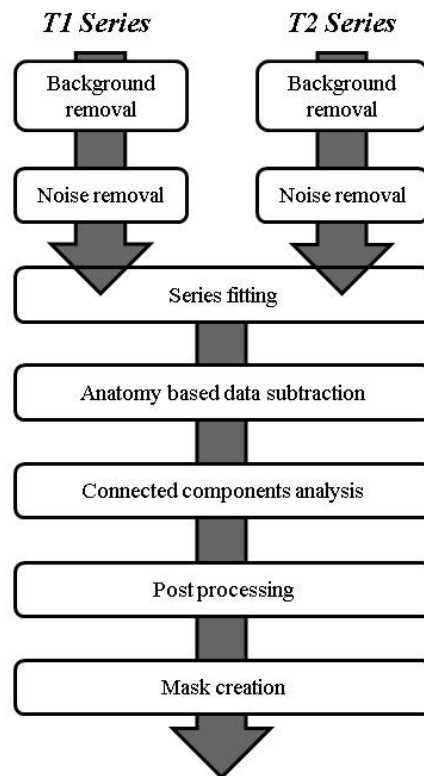 T1 Series
T2 Series
Background
removal
Background
removal
Noise removal
Noise removal
Series fitting
Anatomy based data subtraction
Connected components analysis
Post processing
Mask creation